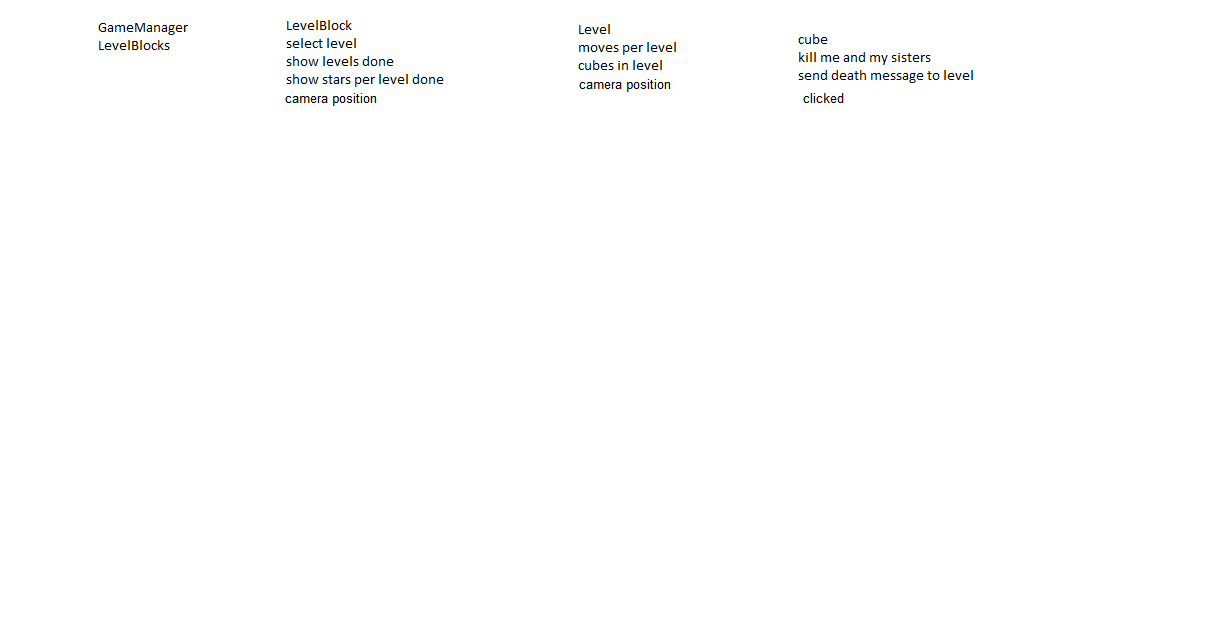 GameManager
LevelBlocks
LevelBlock
select level
show levels done
show stars per level done
camera position
Level
moves per level
cubes in level
camera position
cube
kill me and my sisters
send death message to level
clicked